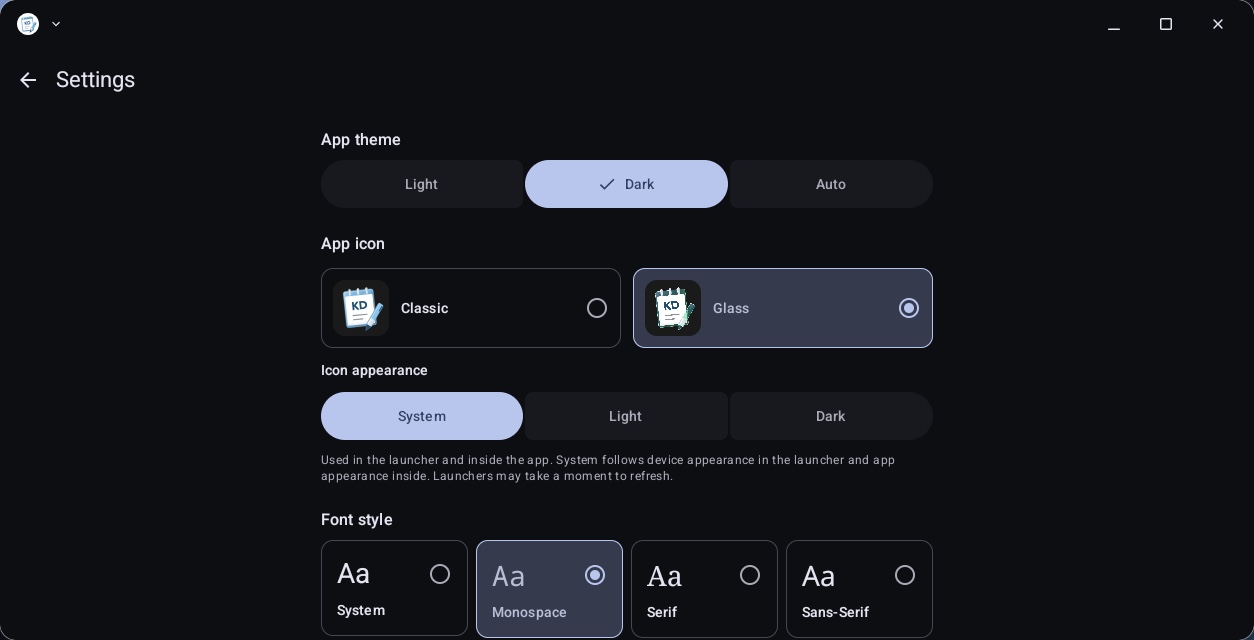 KD
Settings
App theme
Light
Dark
Auto
App icon
KD
Classic
KD
Glass
Icon appearance
System
Light
Dark
Used in the launcher and inside the app. System follows device appearance in the launcher and app
appearance inside. Launchers may take a moment to refresh.
Font style
Aa
System
Aa
Monospace
Aa
Serif
Aa
Sans-Serif